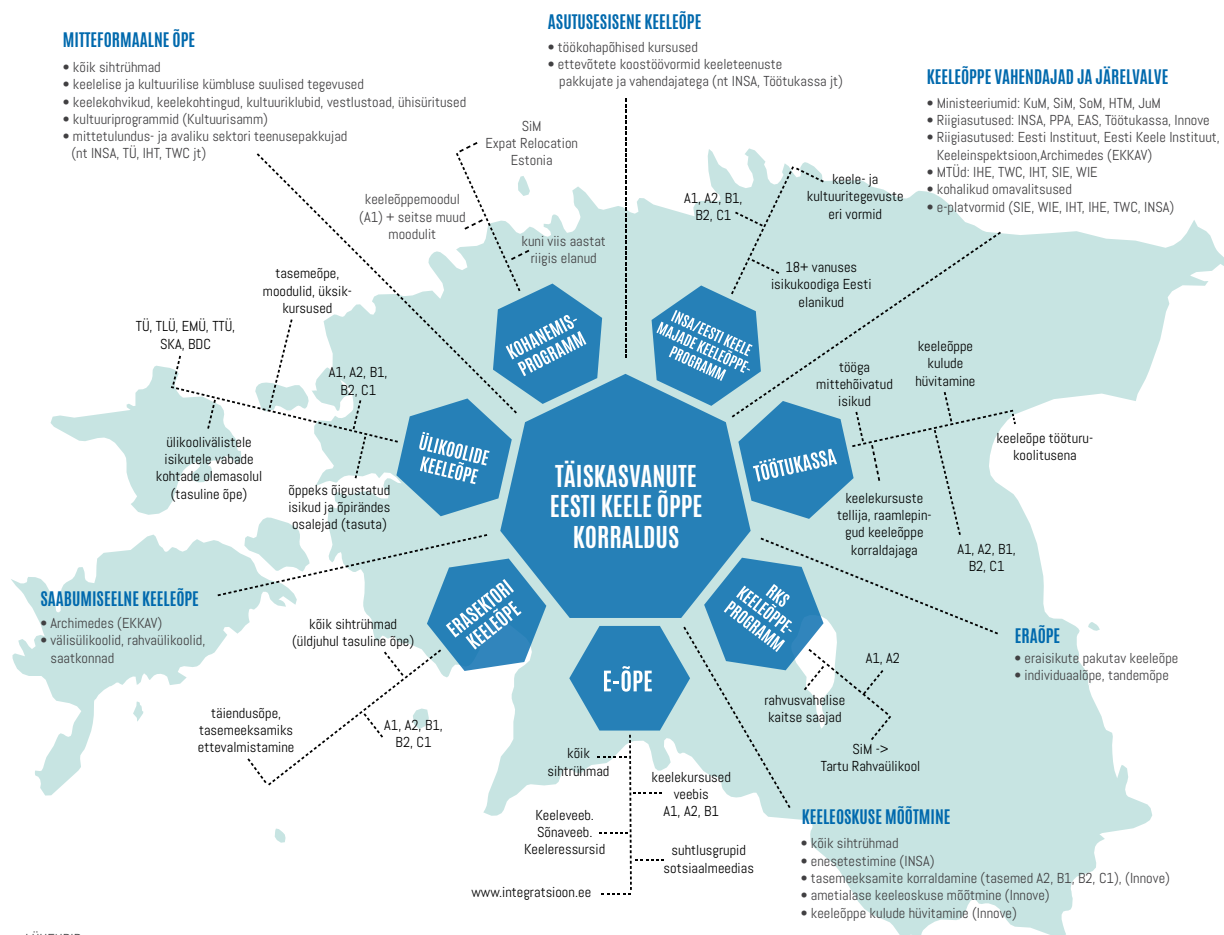 MITTEFORMAALNE ÕPE
• kõik sihtrühmad
• keelelise ja kultuurilise kümbluse suulised tegevused
• keelekohvikud, keelekohtingud, kultuuriklubid, vestlustoad, ühisüritused
• kultuuriprogrammid (Kultuurisamm)
• mittetulundus- ja avaliku sektori teenusepakkujad
(nt INSA, TÜ, IHT, TWC jt)
ASUTUSESISENE KEELEÕPE
• töökohapõhised kursused
• ettevõtete koostöövormid keeleteenuste
pakkujate ja vahendajatega (nt INSA, Töötukassa jt)
KEELEÕPPE VAHENDAJAD JA JÄRELVALVE
• Ministeeriumid: KuM, SiM, SoM, HTM, JuM
• Riigiasutused: INSA, PPA, EAS, Töötukassa, Innove
• Riigiasutused: Eesti Instituut, Eesti Keele Instituut,
Keeleinspektsioon,Archimedes (EKKAV)
• MTÜd: IHE, TWC, IHT, SIE, WIE
• kohalikud omavalitsused
• e-platvormid (SIE, WIE, IHT, IHE, TWC, INSA)
SiM
Expat Relocation
Estonia
keeleõppemoodul
(A1) + seitse muud
moodulit
kuni viis aastat
riigis elanud
KOHANEMIS-
PROGRAMM
A1, A2, B1,
B2, C1
keele- ja
kultuuritegevuste
eri vormid
18+ vanuses
isikukoodiga Eesti
elanikud
INSA/EESTI KEELE
MAJADE KEELEÕPPE-
PROGRAMM
tasemeõpe,
moodulid, üksik-
kursused
TÜ, TLÜ, EMÜ, TTÜ,
SKA, BDC
A1, A2, B1,
B2, C1
ülikoolivälistele
isikutele vabade
kohtade olemasolul
(tasuline õpe)
õppeks õigustatud
isikud ja õpirändes
osalejad (tasuta)
ÜLIKOOLIDE
KEELEÕPE
TÄISKASVANUTE
EESTI KEELE ÕPPE
KORRALDUS
TÖÖTUKASSA
tööga
mittehõivatud
isikud
keeleõppe
kulude
hüvitamine
keeleõpe tööturu-
koolitusena
keelekursuste
tellija, raamlepin-
gud keeleõppe
korraldajaga
A1, A2, B1,
B2, C1
SAABUMISEELNE KEELEÕPE
• Archimedes (EKKAV)
• välisülikoolid, rahvaülikoolid,
saatkonnad
ERASEKTORI
KEELEÕPE
kõik sihtrühmad
(üldjuhul tasuline õpe)
täiendusõpe,
tasemeeksamiks
ettevalmistamine
A1, A2, B1,
B2, C1
E-ÕPE
kõik
sihtrühmad
keelekursused
veebis
A1, A2, B1
Keeleveeb.
Sõnaveeb.
Keeleressursid
suhtlusgrupid
sotsiaalmeedias
www.integratsioon.ee
RKS
KEELEÕPPE-
PROGRAMM
A1, A2
rahvusvahelise
kaitse saajad
SiM ->
Tartu Rahvaülikool
ERAÕPE
• eraisikute pakutav keeleõpe
• individuaalõpe, tandemõpe
KEELEOSKUSE MÕÕTMINE
• kõik sihtrühmad
• enesetestimine (INSA)
• tasemeeksamite korraldamine (tasemed A2, B1, B2, C1), (Innove)
• ametialase keeleoskuse mõõtmine (Innove)
• keeleõppe kulude hüvitamine (Innove)